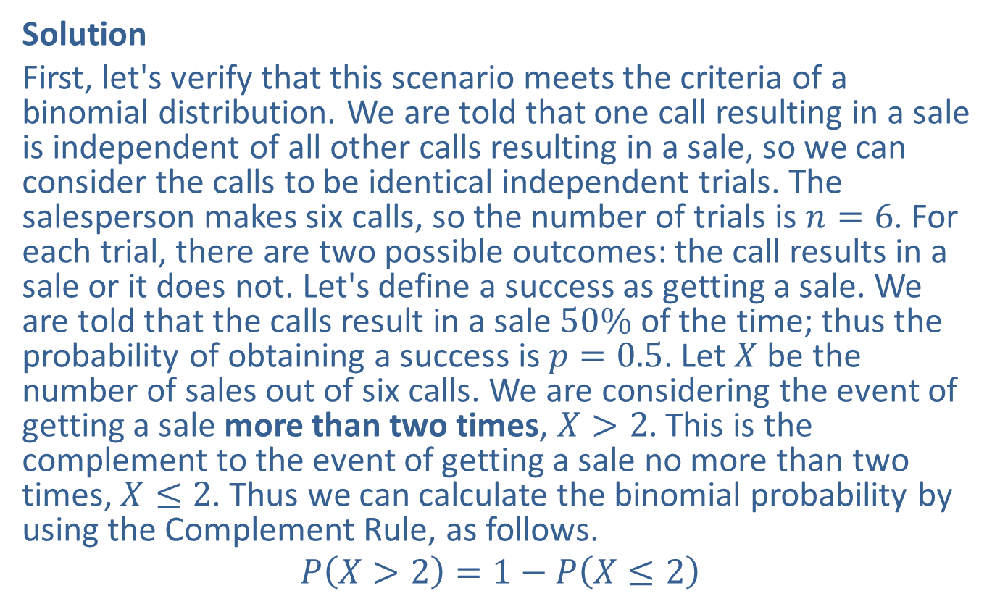 Solution
First, let's verify that this scenario meets the criteria of a
binomial distribution. We are told that one call resulting in a sale
is independent of all other calls resulting in a sale, so we can
consider the calls to be identical independent trials. The
salesperson makes six calls, so the number of trials is n = 6. For
each trial, there are two possible outcomes: the call results in a
sale or it does not. Let's define a success as getting a sale. We
are told that the calls result in a sale 50% of the time; thus the
probability of obtaining a success is p = 0.5. Let X be the
number of sales out of six calls. We are considering the event of
getting a sale more than two times, X > 2. This is the
complement to the event of getting a sale no more than two
times, X ≤ 2. Thus we can calculate the binomial probability by
using the Complement Rule, as follows.
P(X > 2) = 1 − P(X ≤ 2)